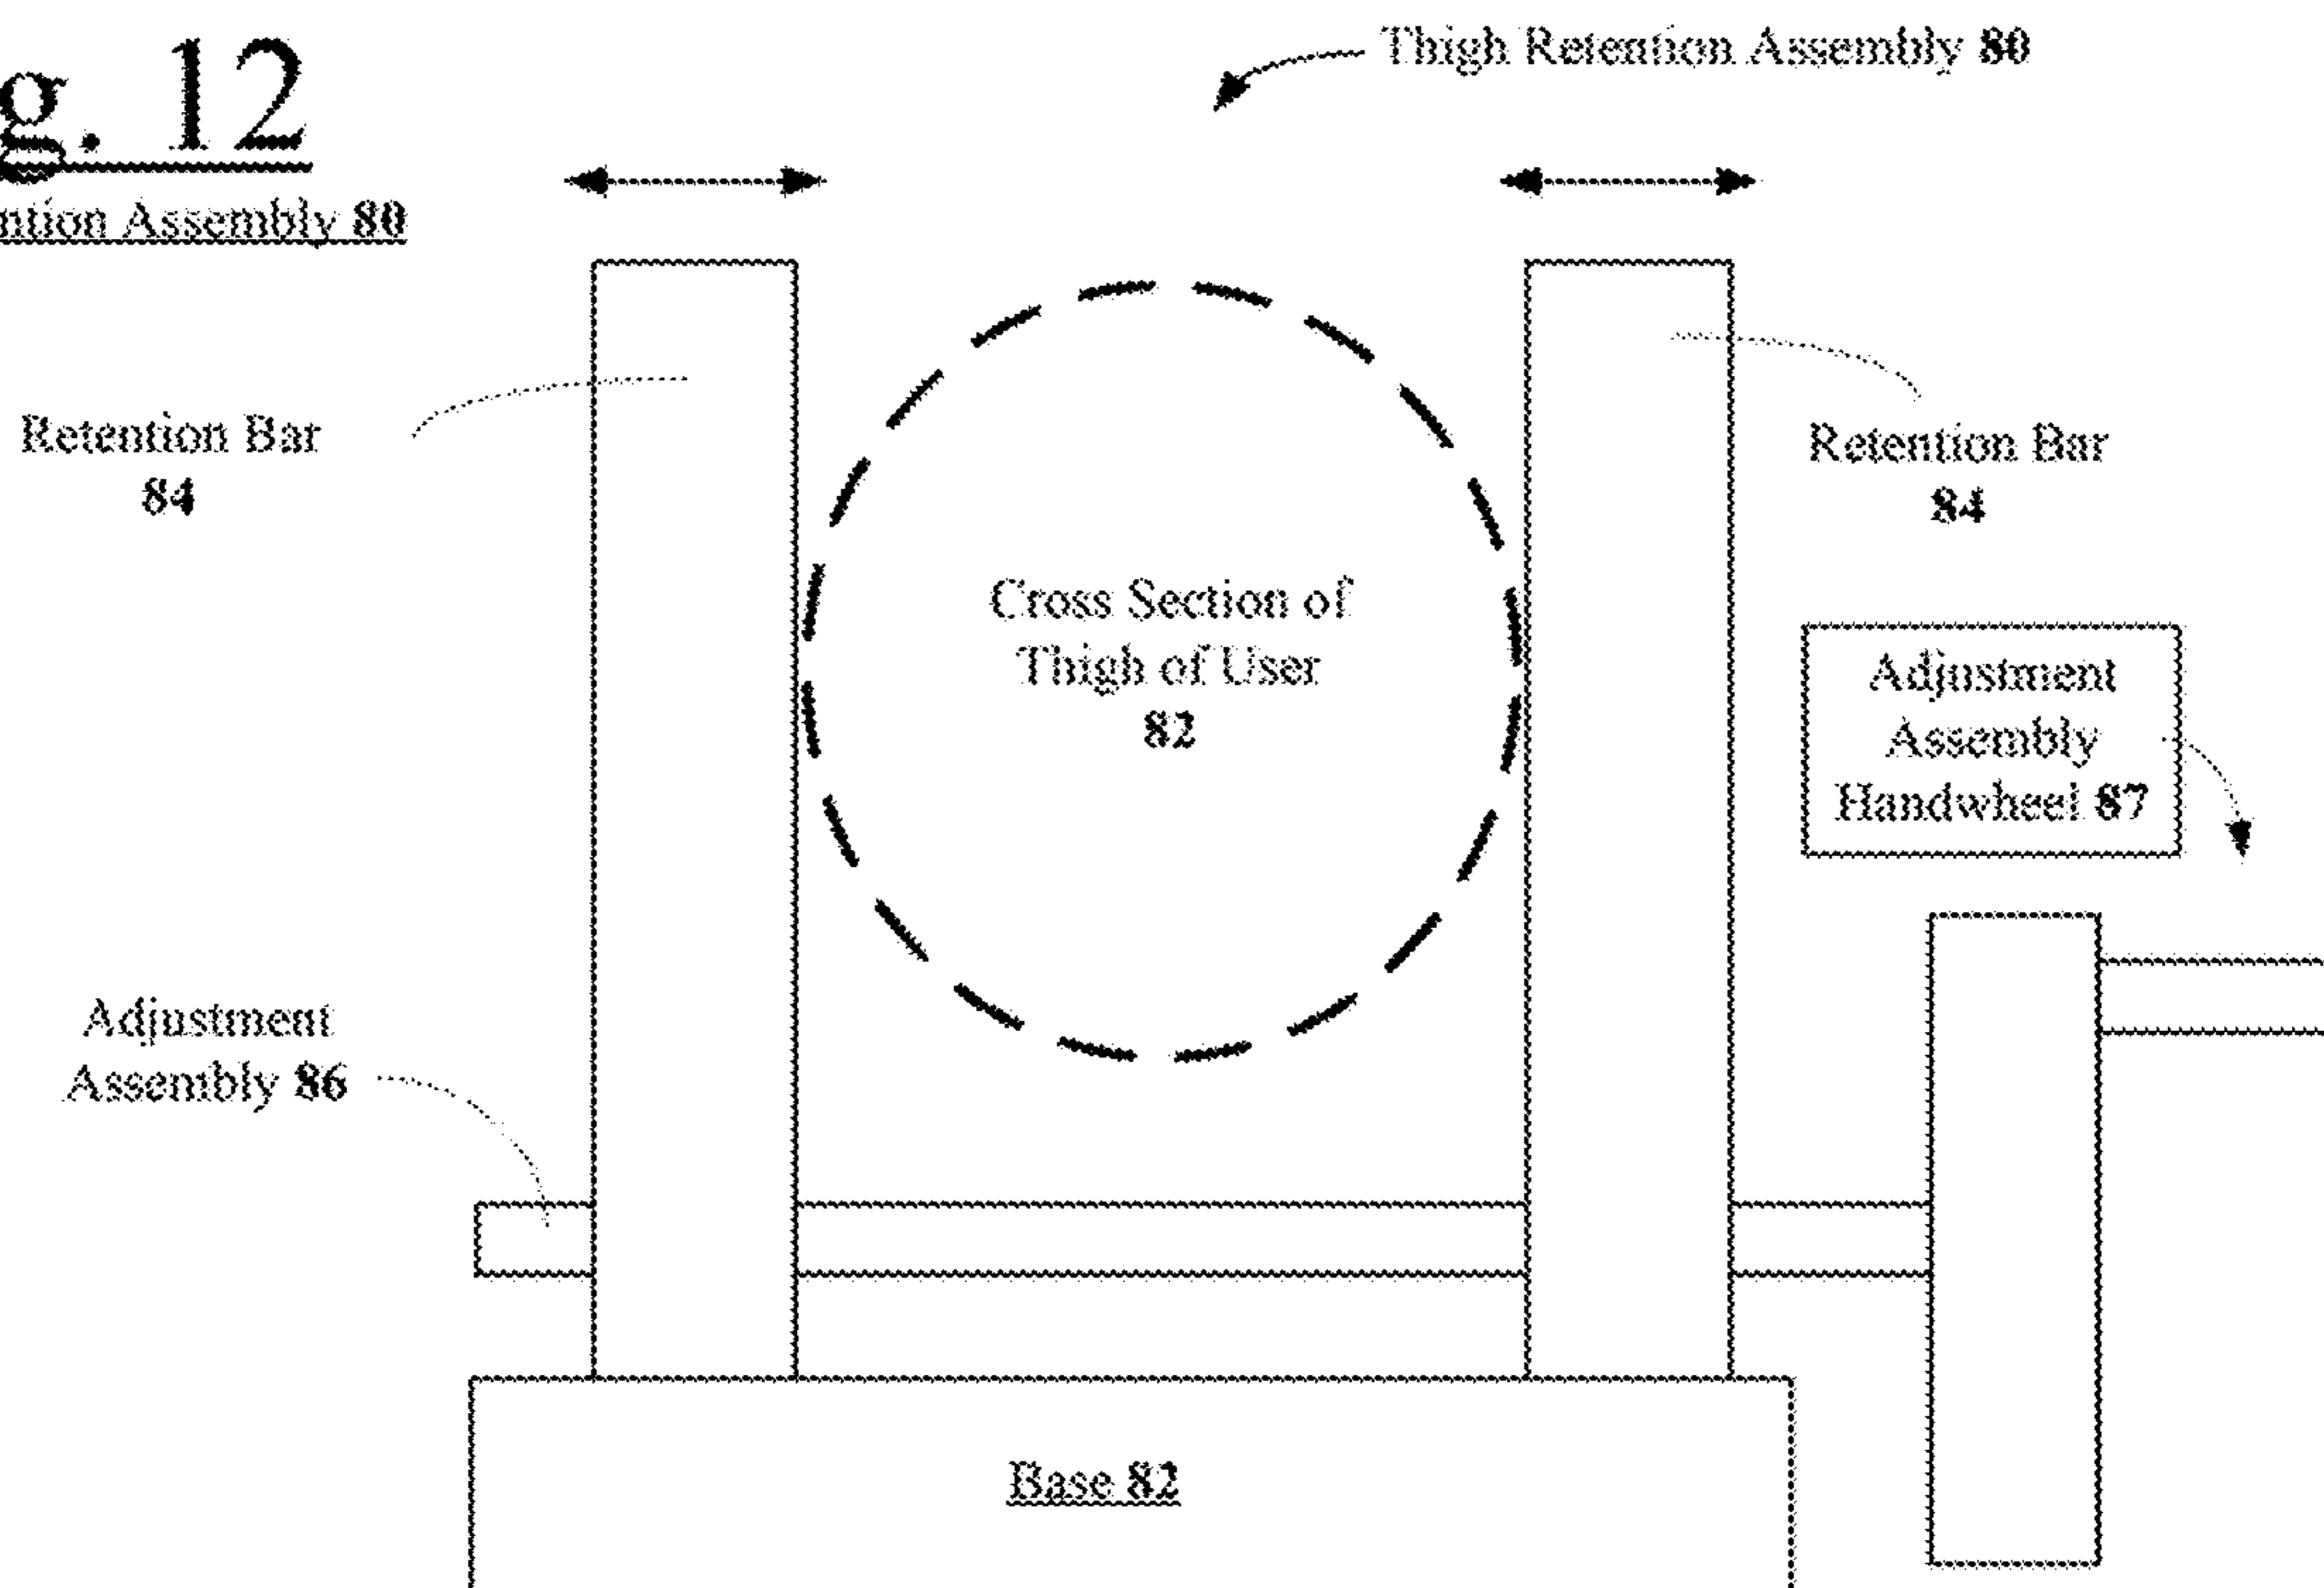 g. 12
Thigh Retention Assembly 80
ntion Assembly 80
Retention Bar
84
Retention Bar
84
Cross Section of
Thigh of User
82
Adjustment
Assembly
Handwheel 87
Adjustment
Assembly 86
Base 82